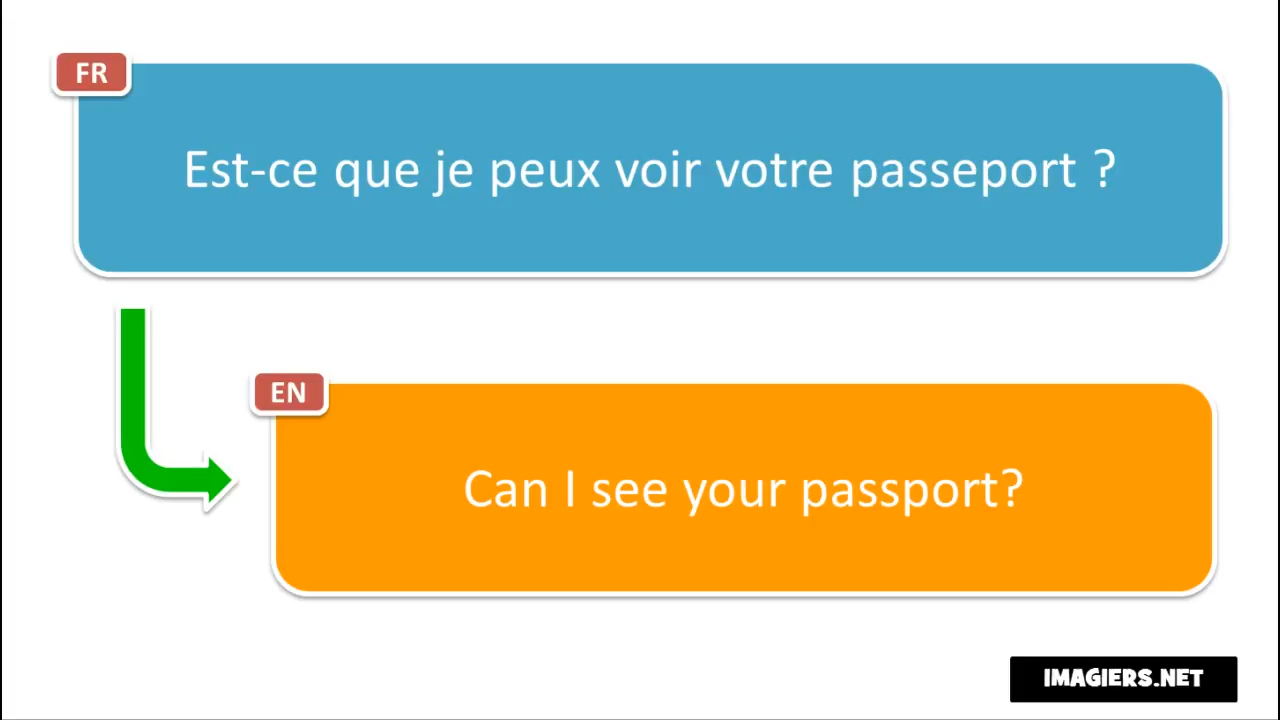 FR
Est-ce que je peux voir votre passeport ?
EN
Can I see your passport?
IMAGIERS.NET